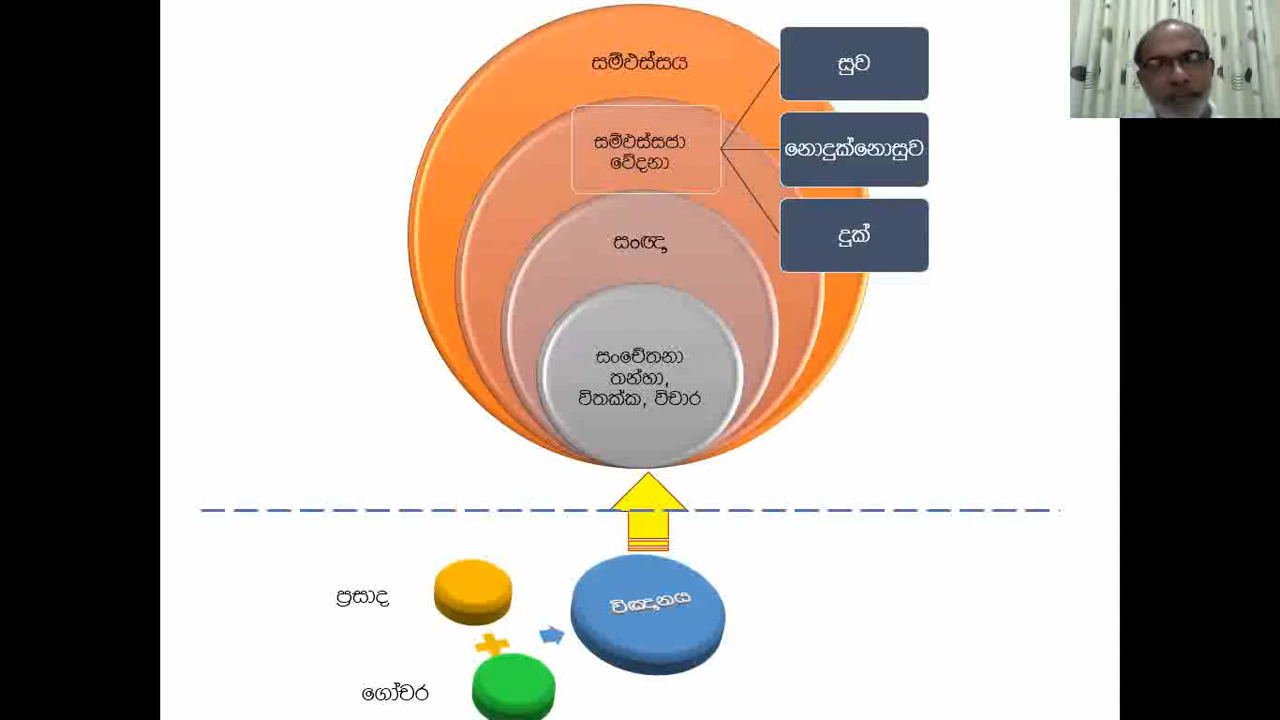 සම්ඵස්සය
සුව
සම්ඵස්සජා
වේදනා
නොදුක්නොසුව
දුක්
සංඥා
සංචේතනා
තන්හා,
විතක්ක, විචාර
ප්‍රසාද
විඤ්ඤානය
ගෝචර